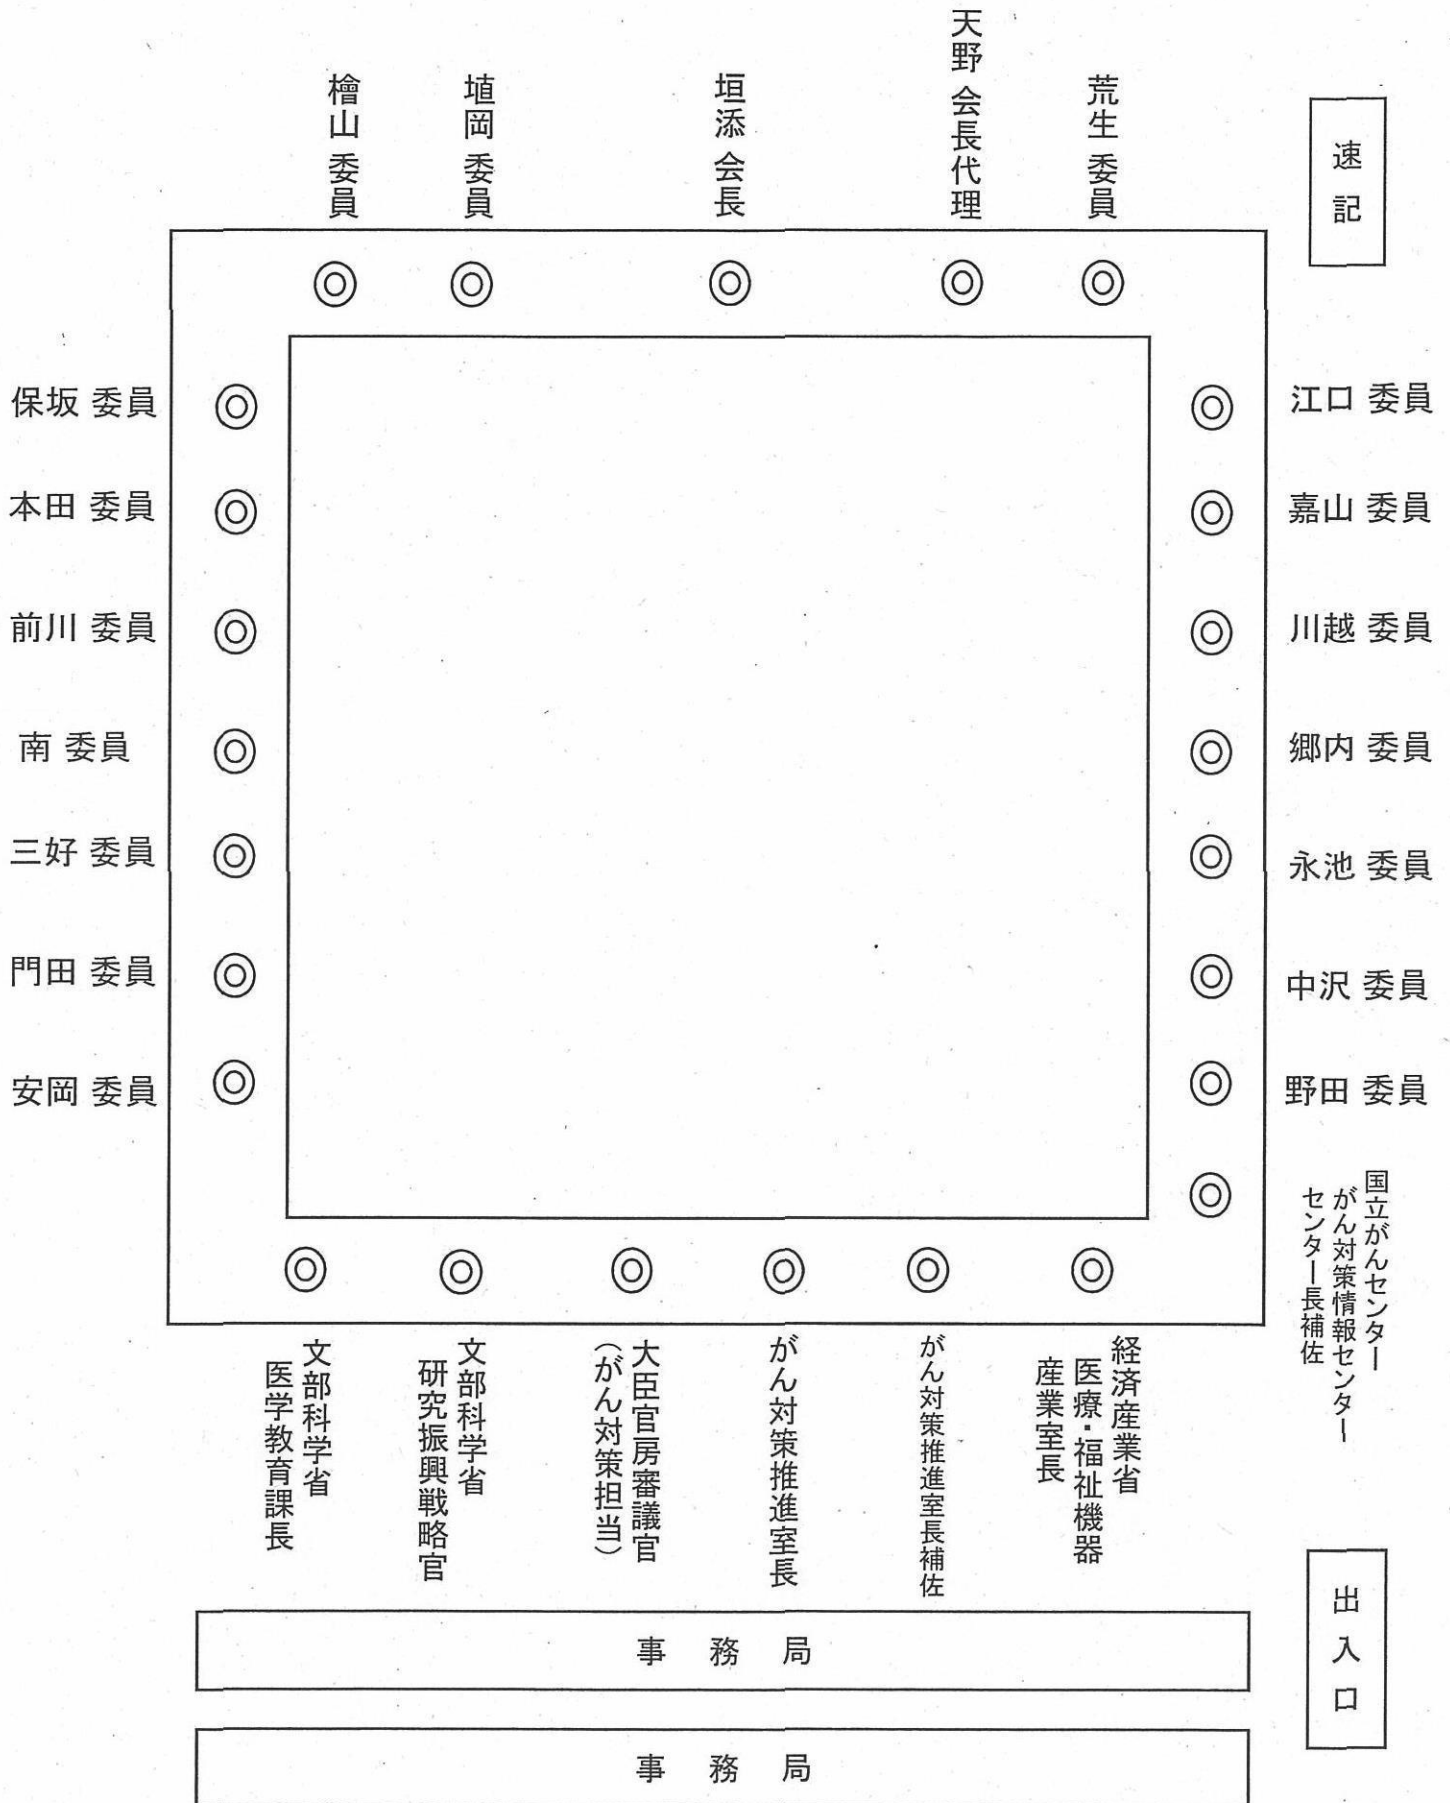 檜山 委員
埴岡 委員
垣添 会長
天野 会長代理
荒生 委員
速記
保坂 委員
本田 委員
前川 委員
南 委員
三好 委員
門田 委員
安岡 委員
江口 委員
嘉山 委員
川越 委員
郷内 委員
永池 委員
中沢 委員
野田 委員
国立がんセンター
がん対策情報センター
センター長補佐
文部科学省
医学教育課長
文部科学省
研究振興戦略官
大臣官房審議官
(がん対策担当)
がん対策推進室長
がん対策推進室長補佐
経済産業省
医療・福祉機器
産業室長
出入口
事務局
事務局